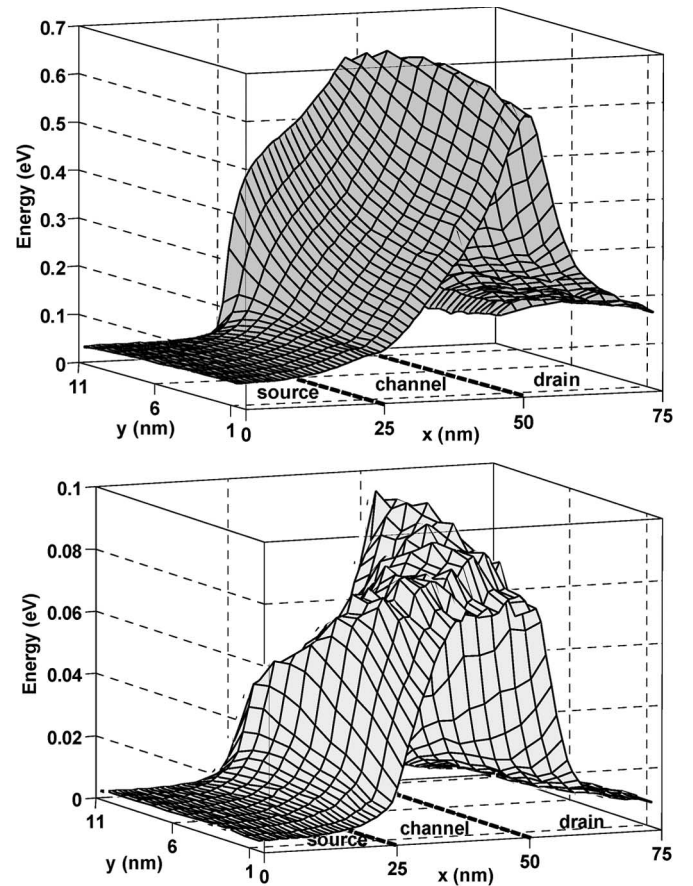 0.7
0.6
0.5
0.4
0.3
0.2
0.1
0
Energy (eV)
11
6
1
y (nm)
0
25
50
75
x (nm)
source
channel
drain
0.1
0.08
0.06
0.04
0.02
0
Energy (eV)
11
6
1
y (nm)
0
25
50
75
x (nm)
source
channel
drain